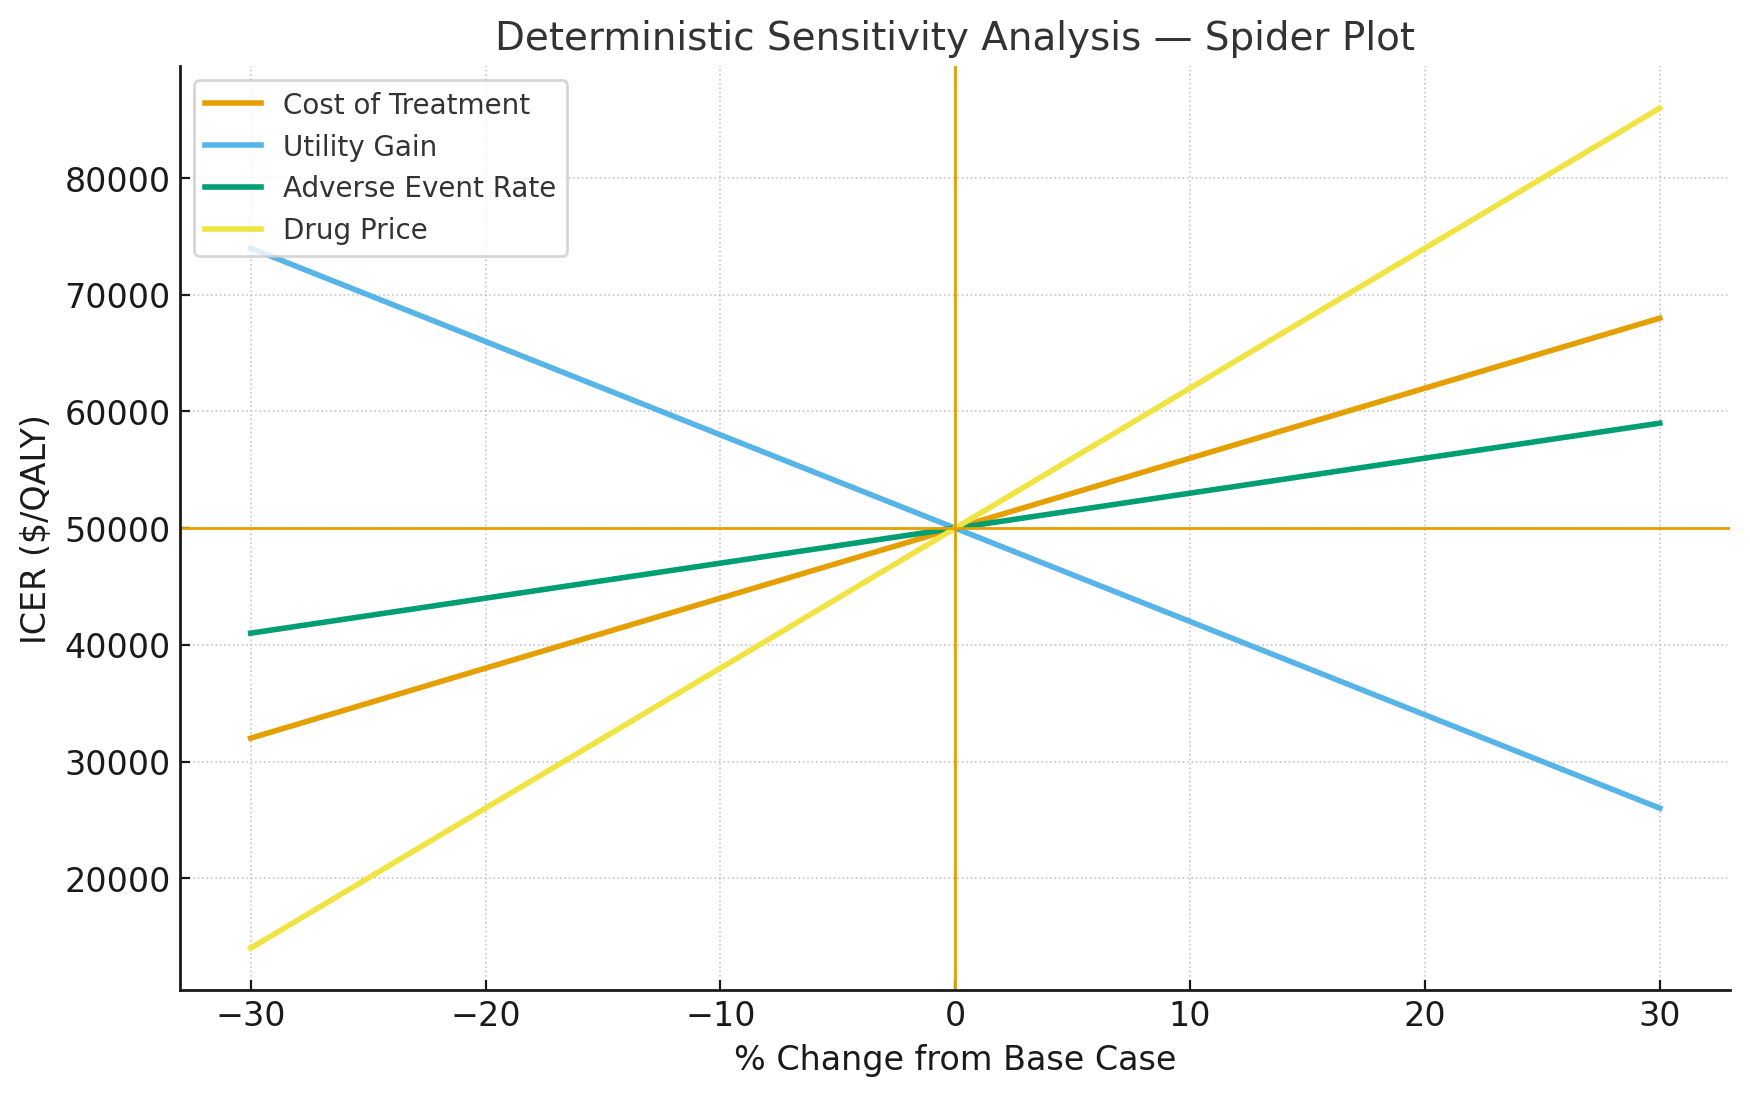 Deterministic Sensitivity Analysis — Spider Plot
Cost of Treatment
Utility Gain
Adverse Event Rate
Drug Price
80000
70000
60000
50000
40000
30000
20000
ICER ($/QALY)
−30 −20 −10 0 10 20 30
% Change from Base Case